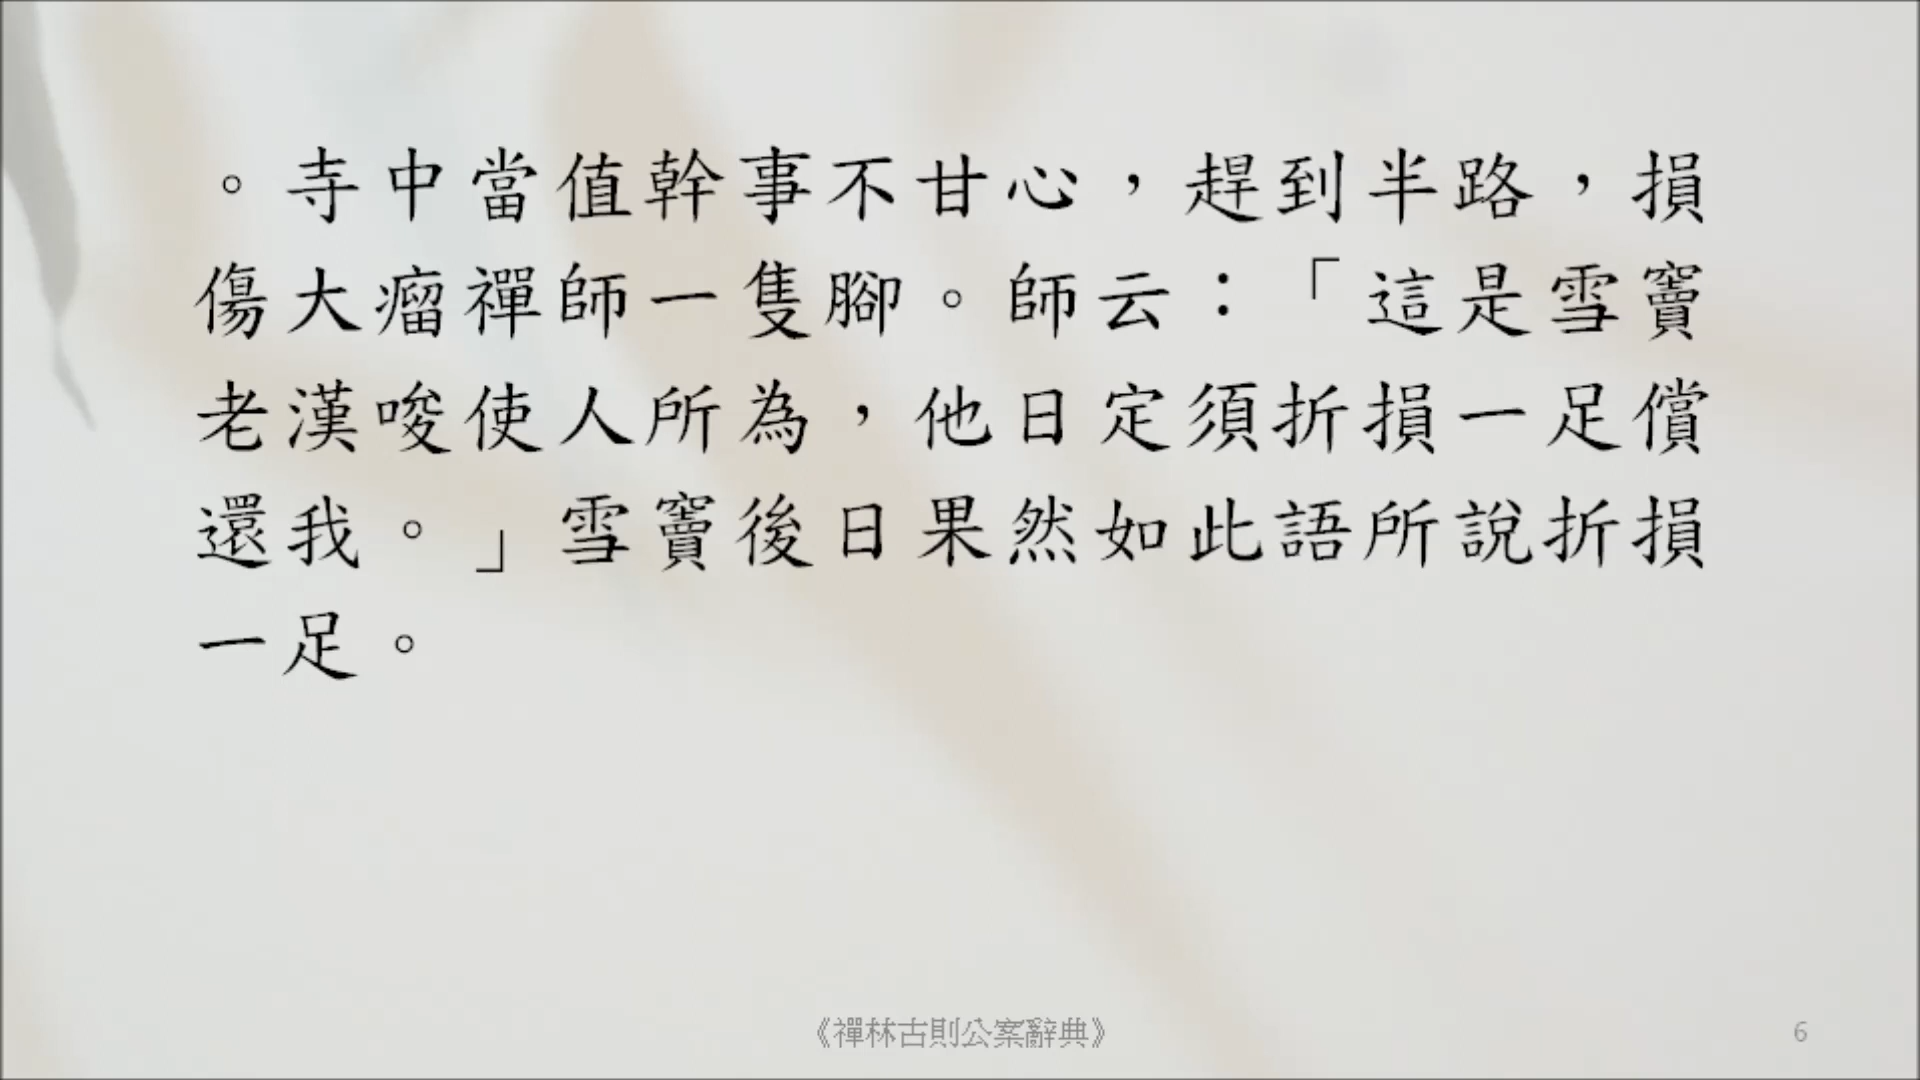 。寺中當值幹事不甘心，趕到半路，損
傷大瘤禪師一隻腳。師云：「這是雪竇
老漢唆使人所為，他日定須折損一足償
還我。」雪竇後日果然如此語所說折損
一足。
《禪林古則公案辭典》
6